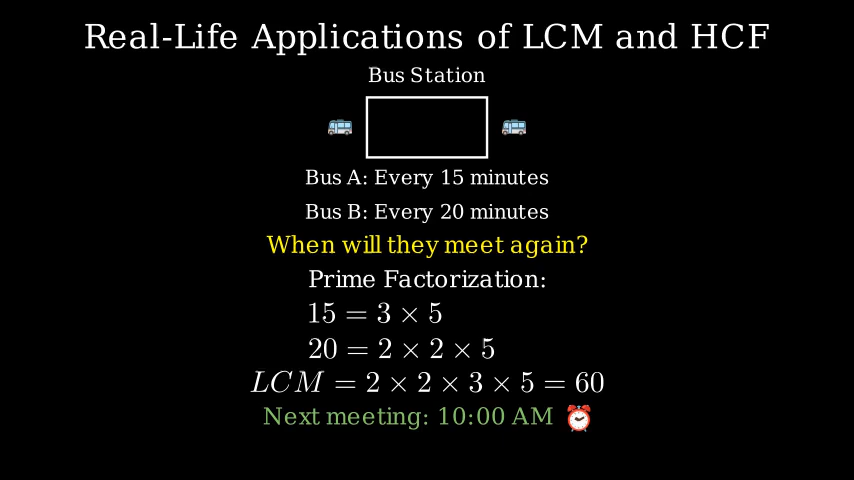 Real-Life Applications of LCM and HCF
Bus Station
Bus A: Every 15 minutes
Bus B: Every 20 minutes
When will they meet again?
Prime Factorization:
15 = 3 × 5
20 = 2 × 2 × 5
LCM = 2 × 2 × 3 × 5 = 60
Next meeting: 10:00 AM ⏰